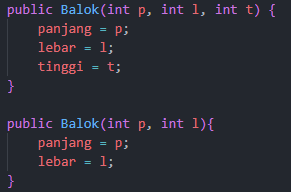 public Balok(int p, int l, int t) {
    panjang = p;
    lebar = l;
    tinggi = t;
}
public Balok(int p, int l){
    panjang = p;
    lebar = l;
}